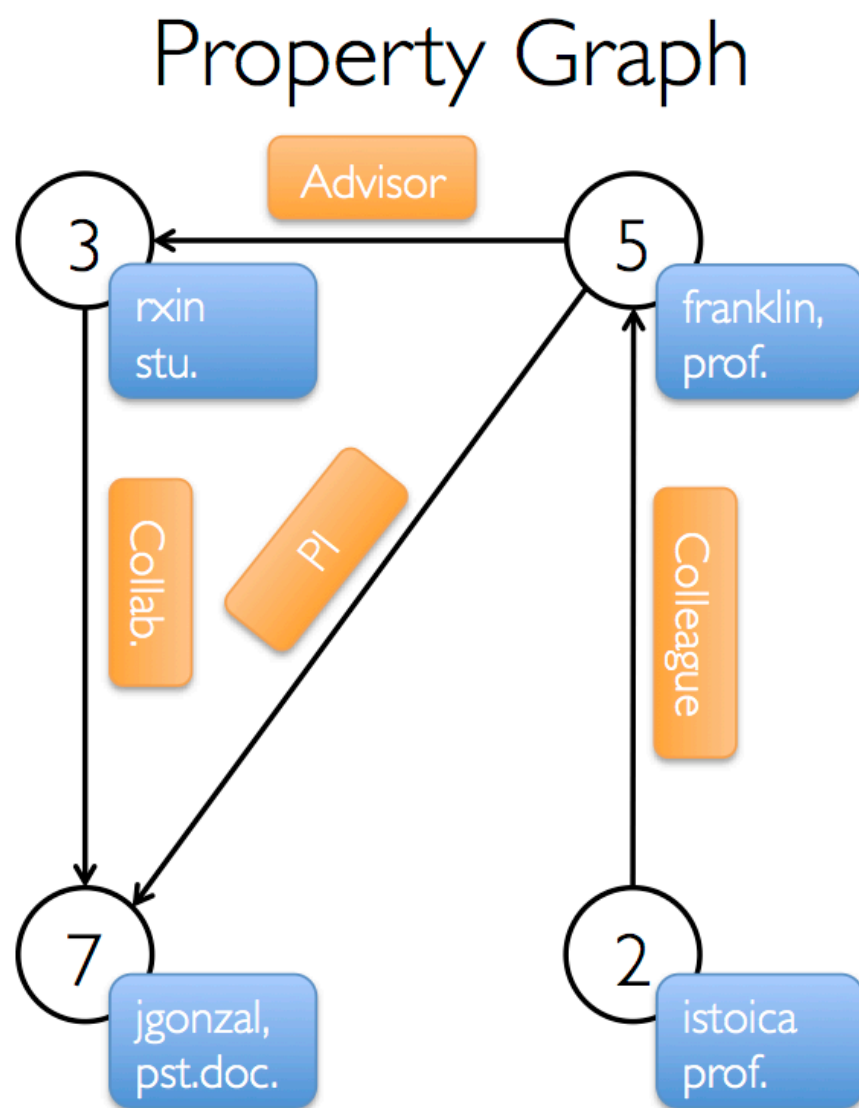 Property Graph
Advisor
3
5
rxin
stu.
franklin,
prof.
Collab.
PI
Colleague
7
2
jgonzal,
pst.doc.
istoica
prof.